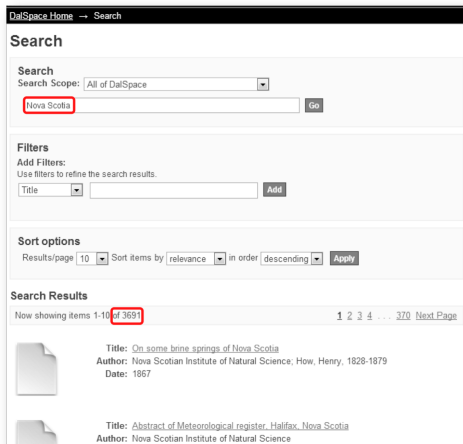 DalSpace Home → Search
Search
Search
Search Scope: All of DalSpace
Nova Scotia Go
Filters
Add Filters:
Use filters to refine the search results.
Title Add
Sort options
Results/page 10 Sort items by relevance in order descending Apply
Search Results
Now showing items 1-10 of 3691 1 2 3 4 . . . 370 Next Page
Title: On some brine springs of Nova Scotia
Author: Nova Scotian Institute of Natural Science; How, Henry, 1828-1879
Date: 1867
Title: Abstract of Meteorological register, Halifax, Nova Scotia
Author: Nova Scotian Institute of Natural Science